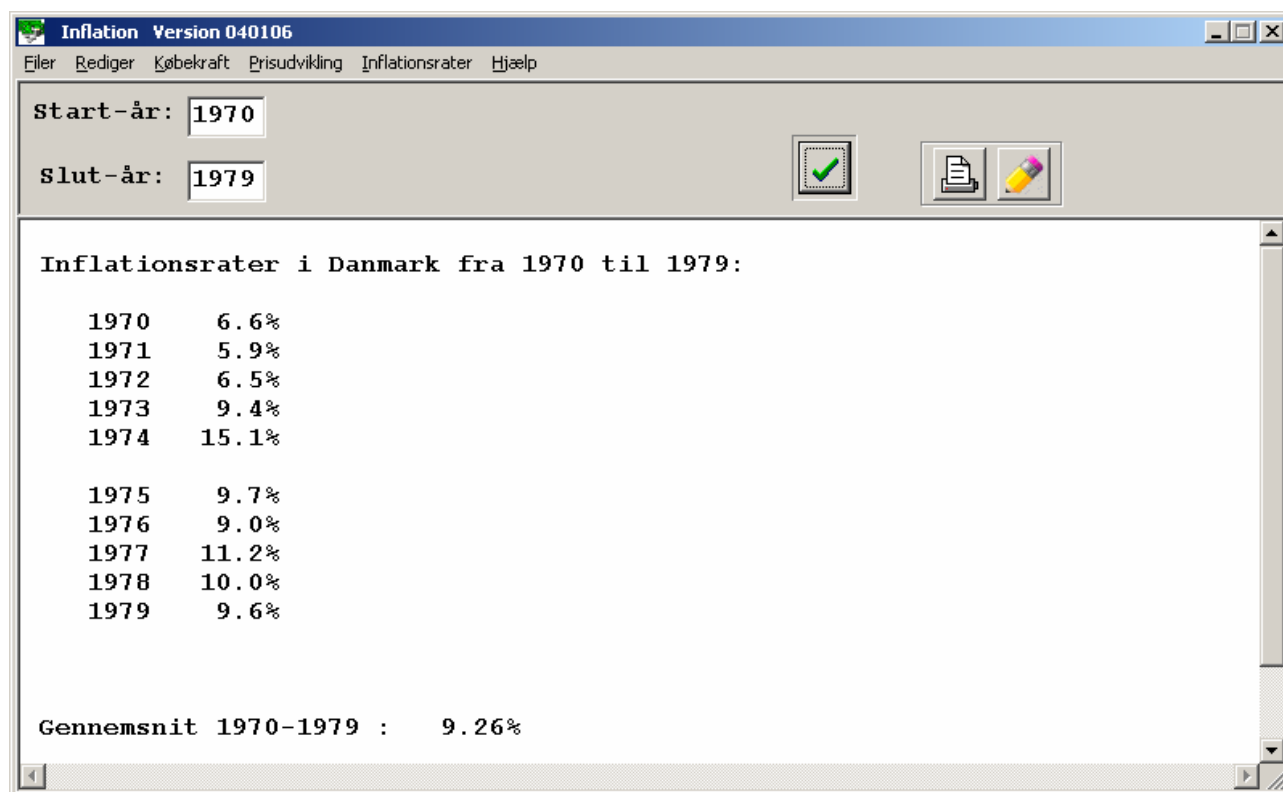 Inflation Version 040106
Filer Rediger Købekraft Prisudvikling Inflationsrater Hjælp
Start-år: 1970
Slut-år: 1979
Inflationsrater i Danmark fra 1970 til 1979:
1970 6.6%
1971 5.9%
1972 6.5%
1973 9.4%
1974 15.1%
1975 9.7%
1976 9.0%
1977 11.2%
1978 10.0%
1979 9.6%
Gennemsnit 1970-1979 : 9.26%